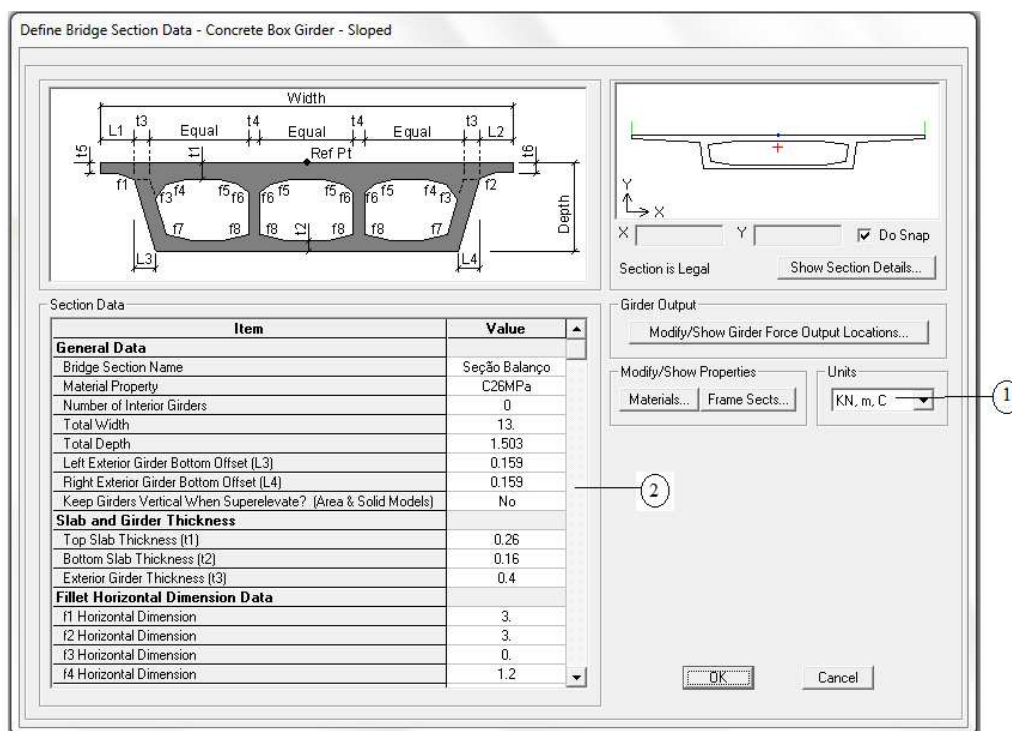 Define Bridge Section Data - Concrete Box Girder - Sloped
Width
L1 t3 Equal t4 Equal t4 Equal t3 L2
t5 t1 Ref Pt t6
f1 f3 f4 f5 f6 f6 f5 f5 f6 f6 f5 f4 f3 f2
Depth
f7 f8 f8 t2 f8 f8 f7
L3 L4
Y
X
X Y Do Snap
Section is Legal Show Section Details...
Section Data
Item Value
General Data
Bridge Section Name Seção Balanço
Material Property C26MPa
Number of Interior Girders 0
Total Width 13.
Total Depth 1.503
Left Exterior Girder Bottom Offset (L3) 0.159
Right Exterior Girder Bottom Offset (L4) 0.159
Keep Girders Vertical When Superelevate? (Area & Solid Models) No
Slab and Girder Thickness
Top Slab Thickness (t1) 0.26
Bottom Slab Thickness (t2) 0.16
Exterior Girder Thickness (t3) 0.4
Fillet Horizontal Dimension Data
f1 Horizontal Dimension 3.
f2 Horizontal Dimension 3.
f3 Horizontal Dimension 0.
f4 Horizontal Dimension 1.2
Girder Output
Modify/Show Girder Force Output Locations...
Modify/Show Properties
Materials... Frame Sects...
Units
KN, m, C
1
2
OK Cancel